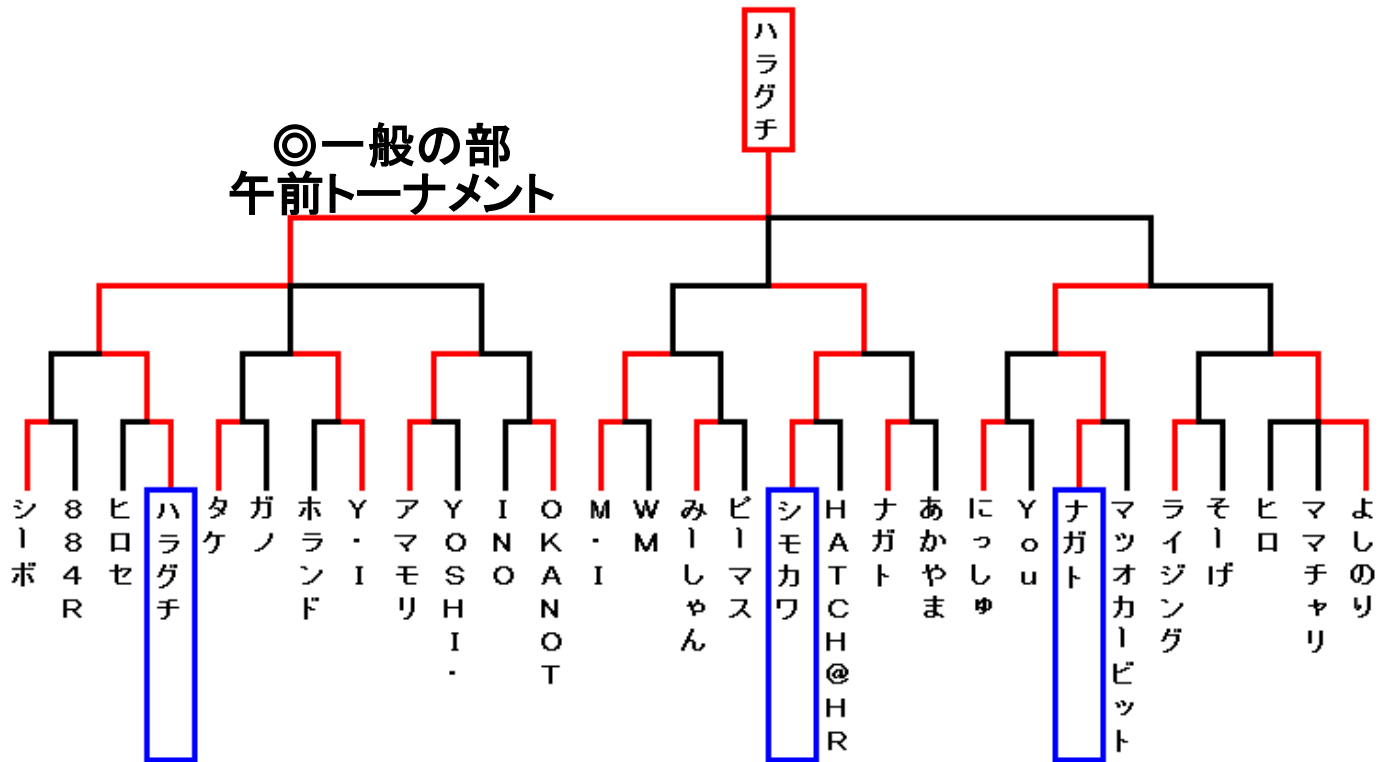 ハラグチ
◎一般の部
午前トーナメント
シーボ
884R
ヒロセ
ハラグチ
タケ
ガノ
ホランド
Y・I
アマモリ
YOSHI・
INO
OKANOT
M・I
WM
みーしゃん
ピーマス
シモカワ
HATCH@HR
ナガト
あかやま
にっしゅ
You
ナガト
マッオカービット
ライジング
そーげ
ヒロ
ママチャリ
よしのり